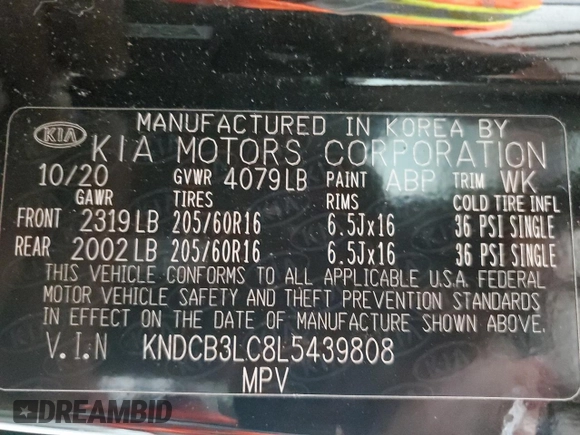 MANUFACTURED IN KOREA BY
KIA KIA MOTORS CORPORATION
10/20 GVWR 4079LB PAINT ABP TRIM WK
GAWR TIRES RIMS COLD TIRE INFL
FRONT 2319 LB 205/60R16 6.5Jx16 36 PSI SINGLE
REAR 2002 LB 205/60R16 6.5Jx16 36 PSI SINGLE
THIS VEHICLE CONFORMS TO ALL APPLICABLE U.S.A. FEDERAL
MOTOR VEHICLE SAFETY AND THEFT PREVENTION STANDARDS
IN EFFECT ON THE DATE OF MANUFACTURE SHOWN ABOVE.
V.I.N KNDCB3LC8L5439808
MPV
DREAMBID